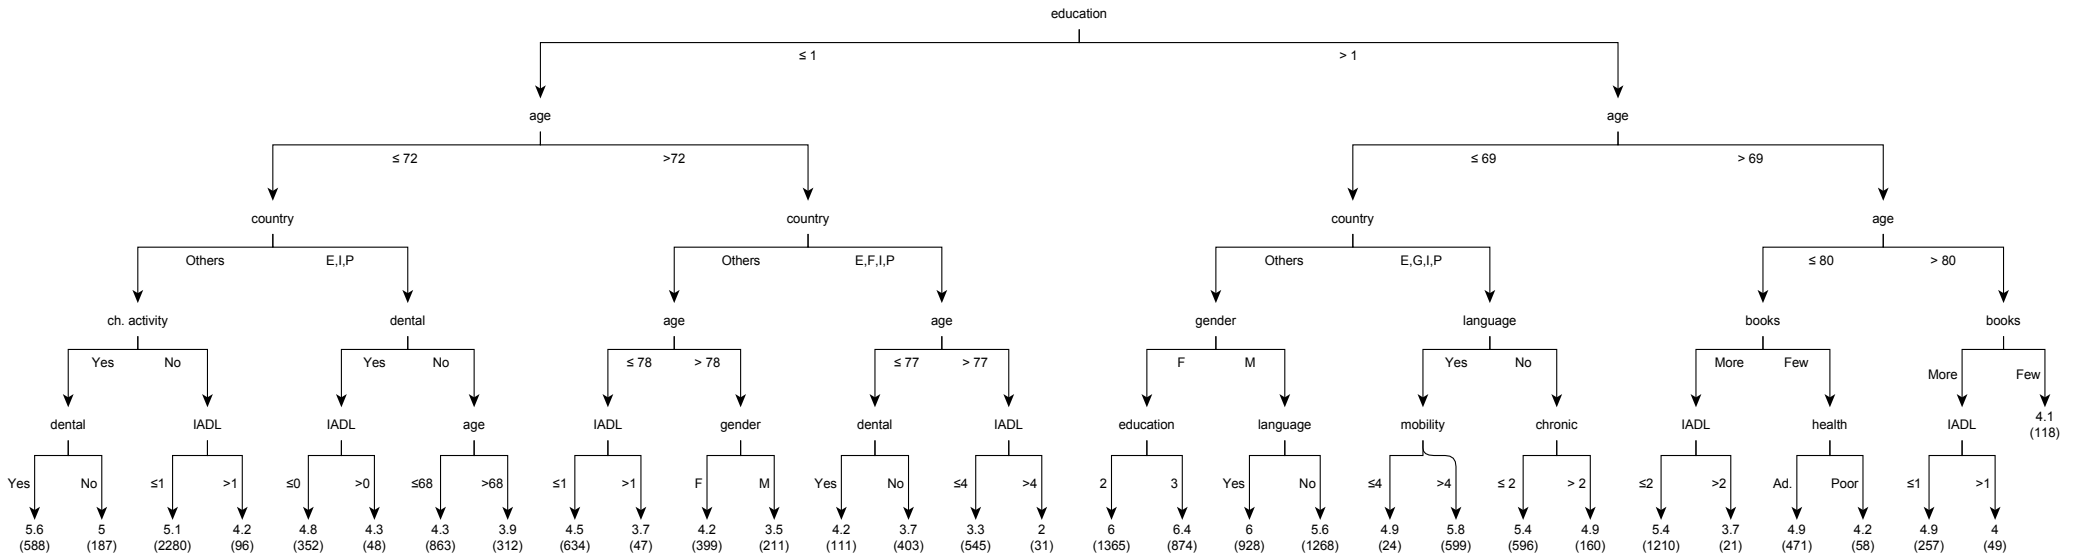 education
≤ 1 > 1
age age
≤ 72 >72 ≤ 69 > 69
country country country age
Others E,I,P Others E,F,I,P Others E,G,I,P ≤ 80 > 80
ch. activity dental age age gender language books books
Yes No Yes No ≤ 78 > 78 ≤ 77 > 77 F M Yes No More Few More Few
dental IADL IADL age IADL gender dental IADL education language mobility chronic IADL health IADL 4.1
(118)
Yes No ≤1 >1 ≤0 >0 ≤68 >68 ≤1 >1 F M Yes No ≤4 >4 2 3 Yes No ≤4 >4 ≤ 2 > 2 ≤2 >2 Ad. Poor ≤1 >1
5.6 5 5.1 4.2 4.8 4.3 4.3 3.9 4.5 3.7 4.2 3.5 4.2 3.7 3.3 2 6 6.4 6 5.6 4.9 5.8 5.4 4.9 5.4 3.7 4.9 4.2 4.9 4
(588) (187) (2280) (96) (352) (48) (863) (312) (634) (47) (399) (211) (111) (403) (545) (31) (1365) (874) (928) (1268) (24) (599) (596) (160) (1210) (21) (471) (58) (257) (49)